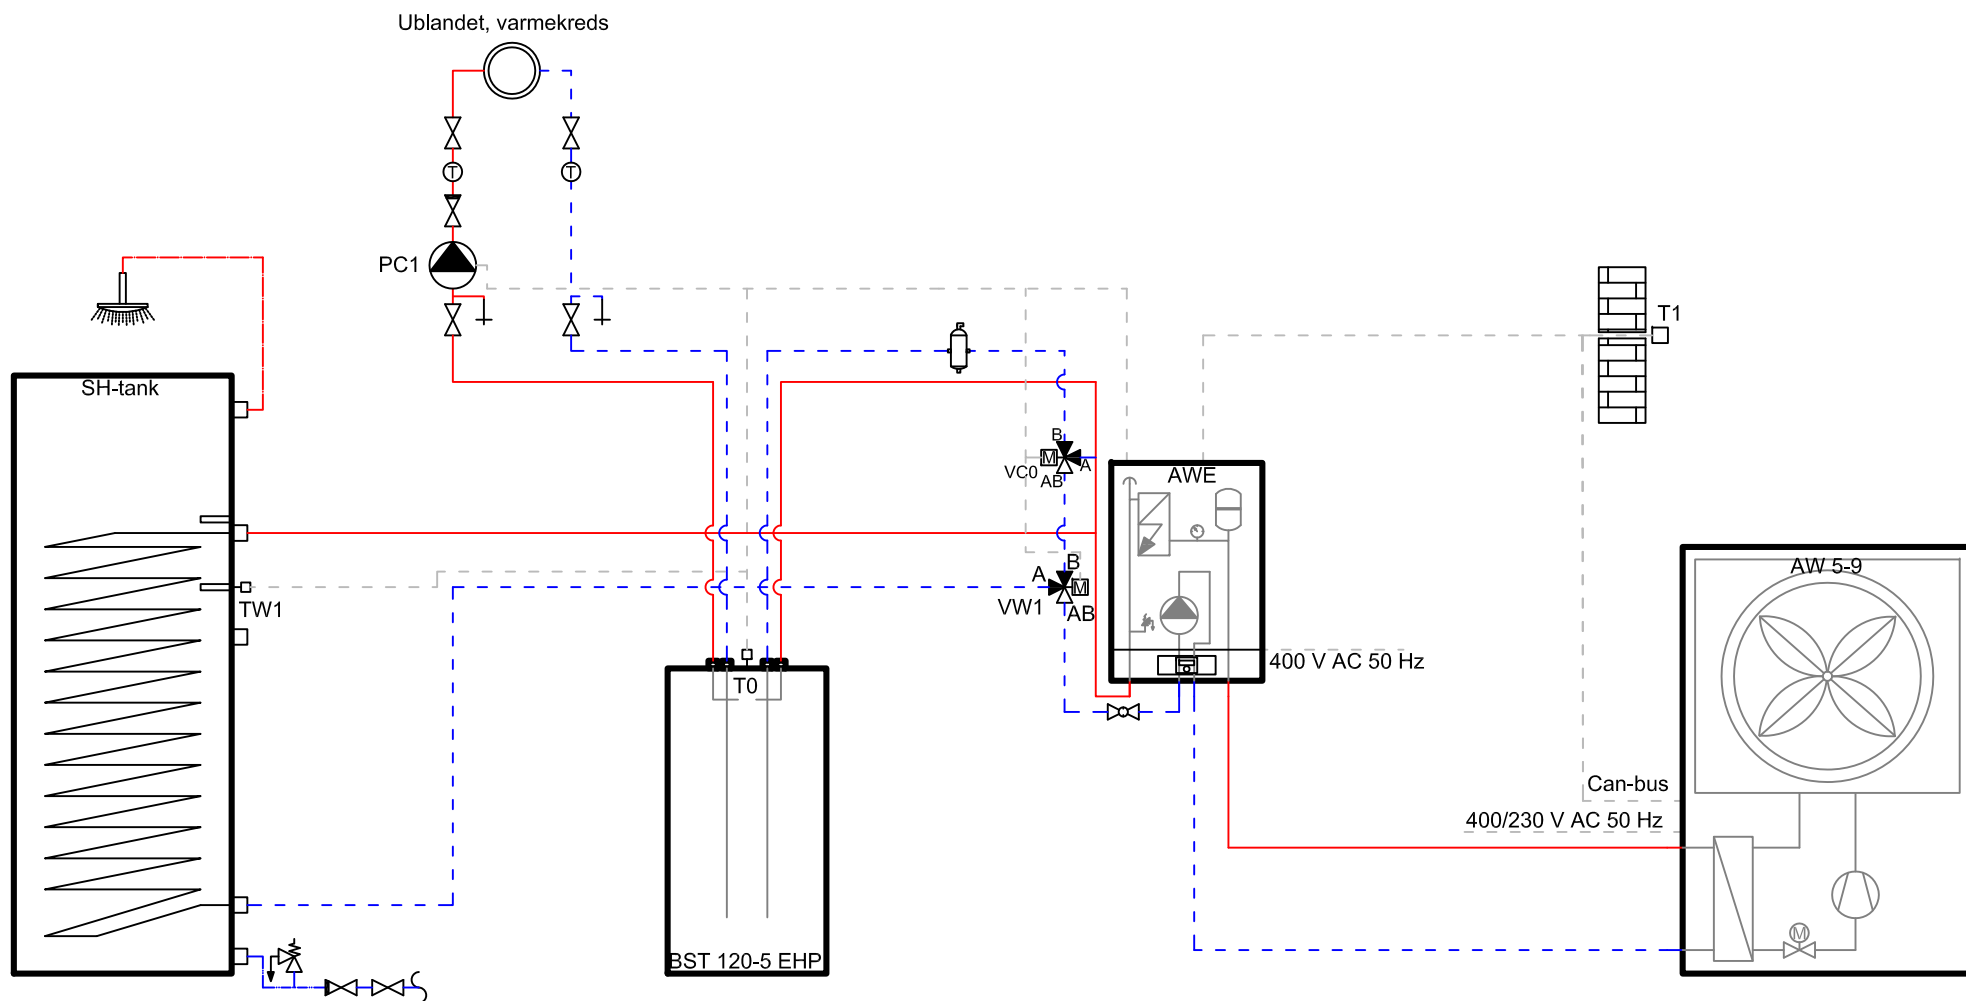 Ublandet, varmekreds
T
T
PC1
T1
SH-tank
B
M
A
VC0
AB
AWE
B
A
M
TW1
VW1
AB
AW 5-9
400 V AC 50 Hz
T0
Can-bus
400/230 V AC 50 Hz
M
BST 120-5 EHP